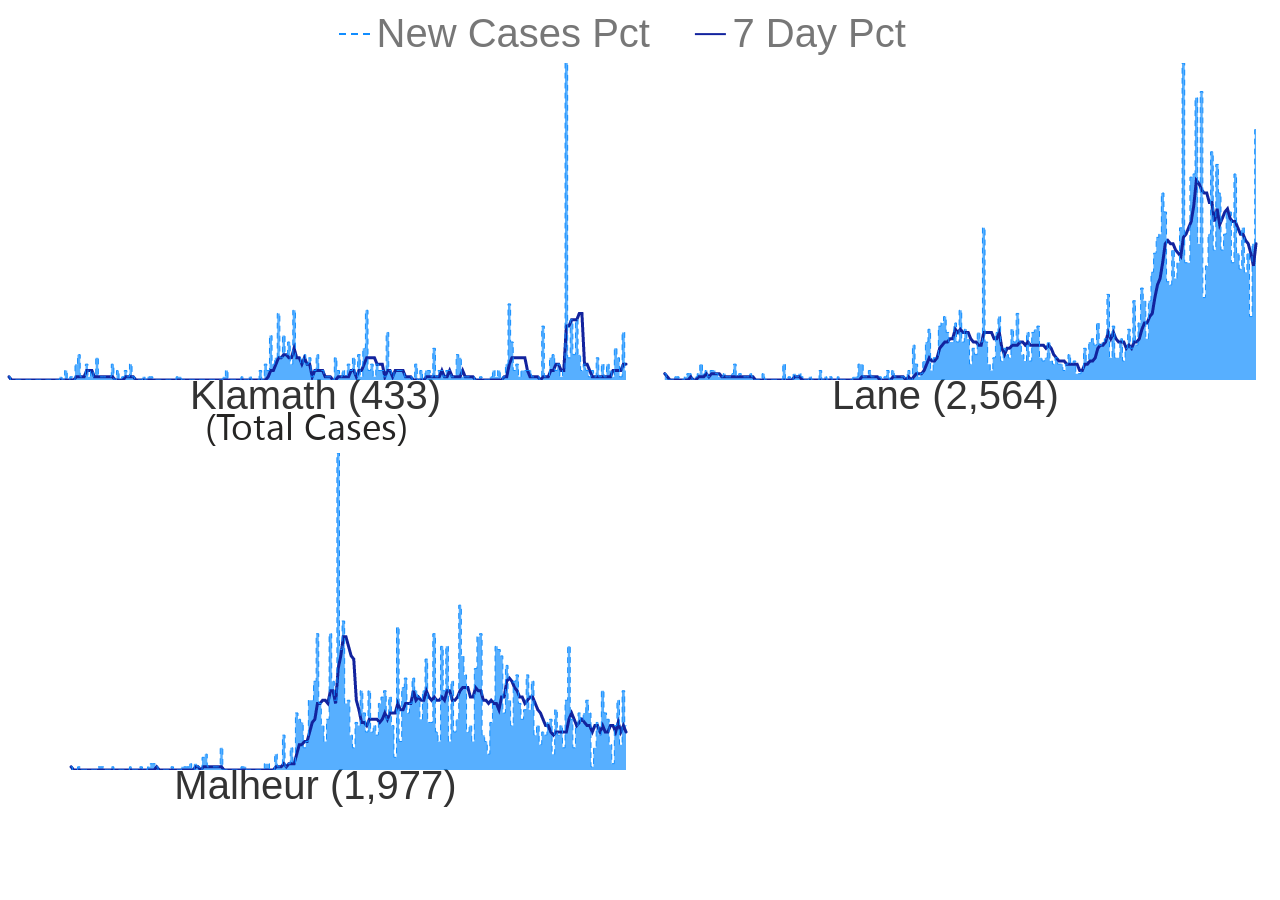 New Cases Pct 7 Day Pct
Klamath (433)
(Total Cases)
Lane (2,564)
Malheur (1,977)